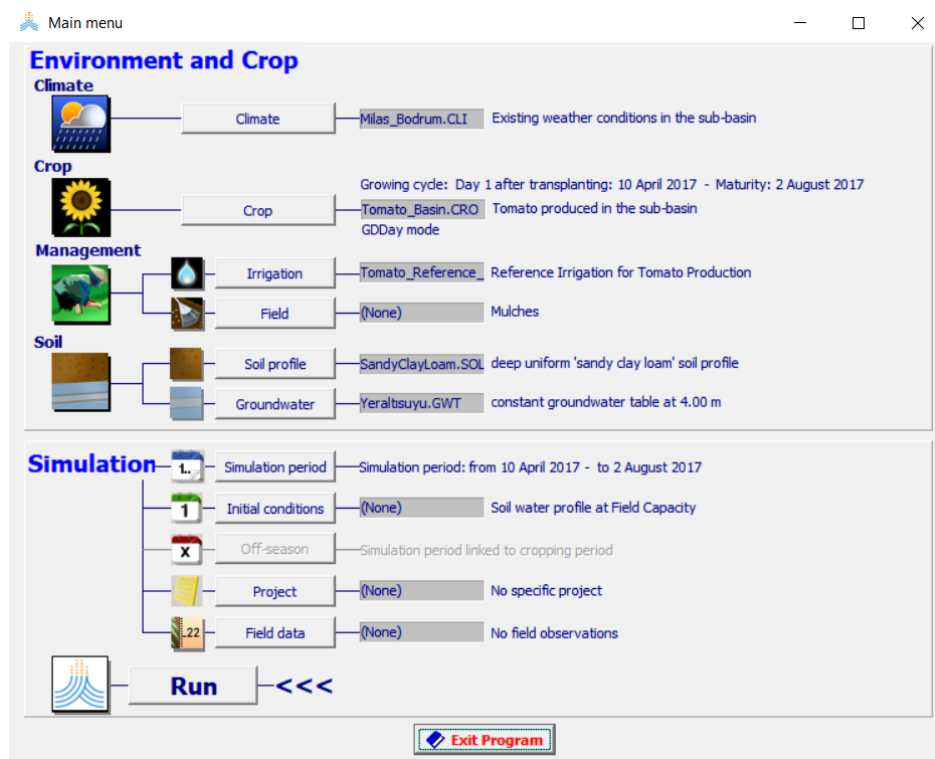 Main menu
Environment and Crop
Climate
Climate Milas_Bodrum.CLI Existing weather conditions in the sub-basin
Crop
Growing cycle: Day 1 after transplanting: 10 April 2017 - Maturity: 2 August 2017
Crop Tomato_Basin.CRO Tomato produced in the sub-basin
GDDay mode
Management
Irrigation Tomato_Reference_ Reference Irrigation for Tomato Production
Field (None) Mulches
Soil
Soil profile SandyClayLoam.SOL deep uniform 'sandy clay loam' soil profile
Groundwater Yeraltısuyu.GWT constant groundwater table at 4.00 m
Simulation 1.. Simulation period Simulation period: from 10 April 2017 - to 2 August 2017
1 Initial conditions (None) Soil water profile at Field Capacity
X Off-season Simulation period linked to cropping period
Project (None) No specific project
.22 Field data (None) No field observations
Run <<<
Exit Program